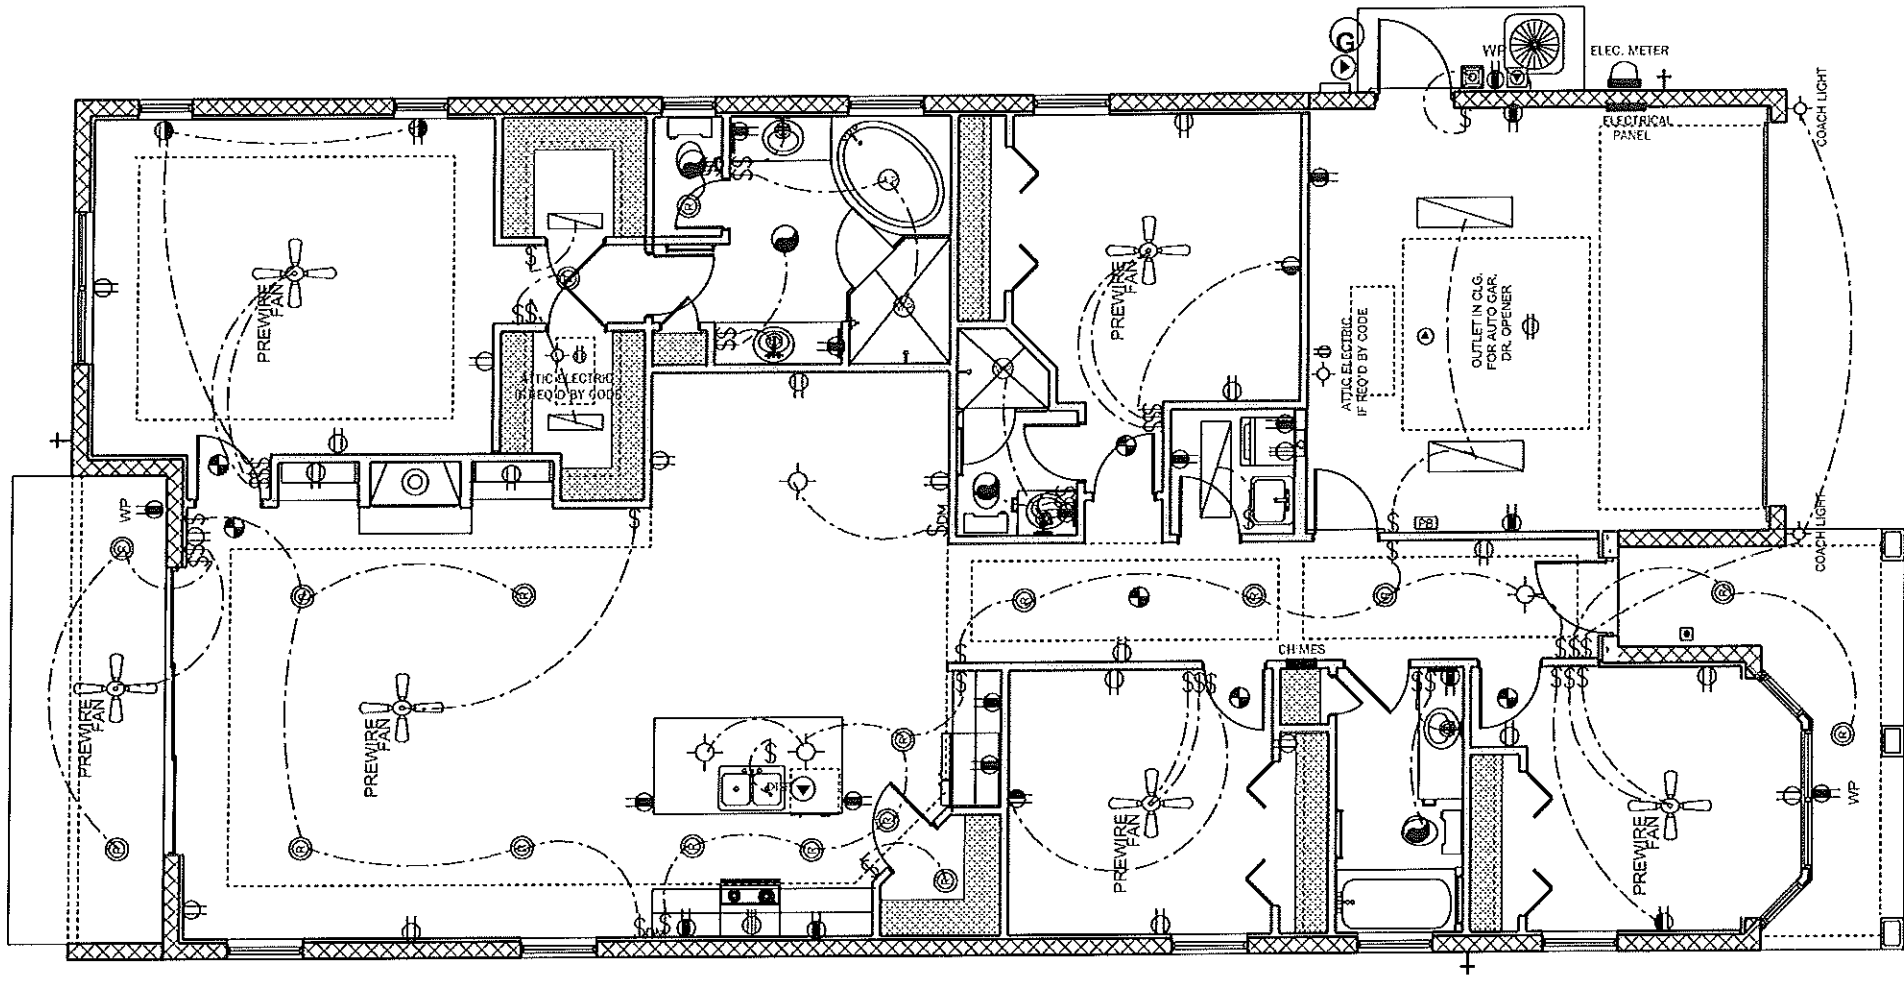 G
WP
ELEC. METER
COACH LIGHT
ELECTRICAL
PANEL
PREWIRE
FAN
PREWIRE
FAN
ATTIC ELECTRIC
IF REQ'D BY CODE
OUTLET IN CLG.
FOR AUTO GAR.
DR. OPENER
ATTIC ELECTRIC
IF REQ'D BY CODE
WP
DM
PB
COACH LIGHT
CHIMES
PREWIRE
FAN
PREWIRE
FAN
PREWIRE
FAN
PREWIRE
FAN
WP